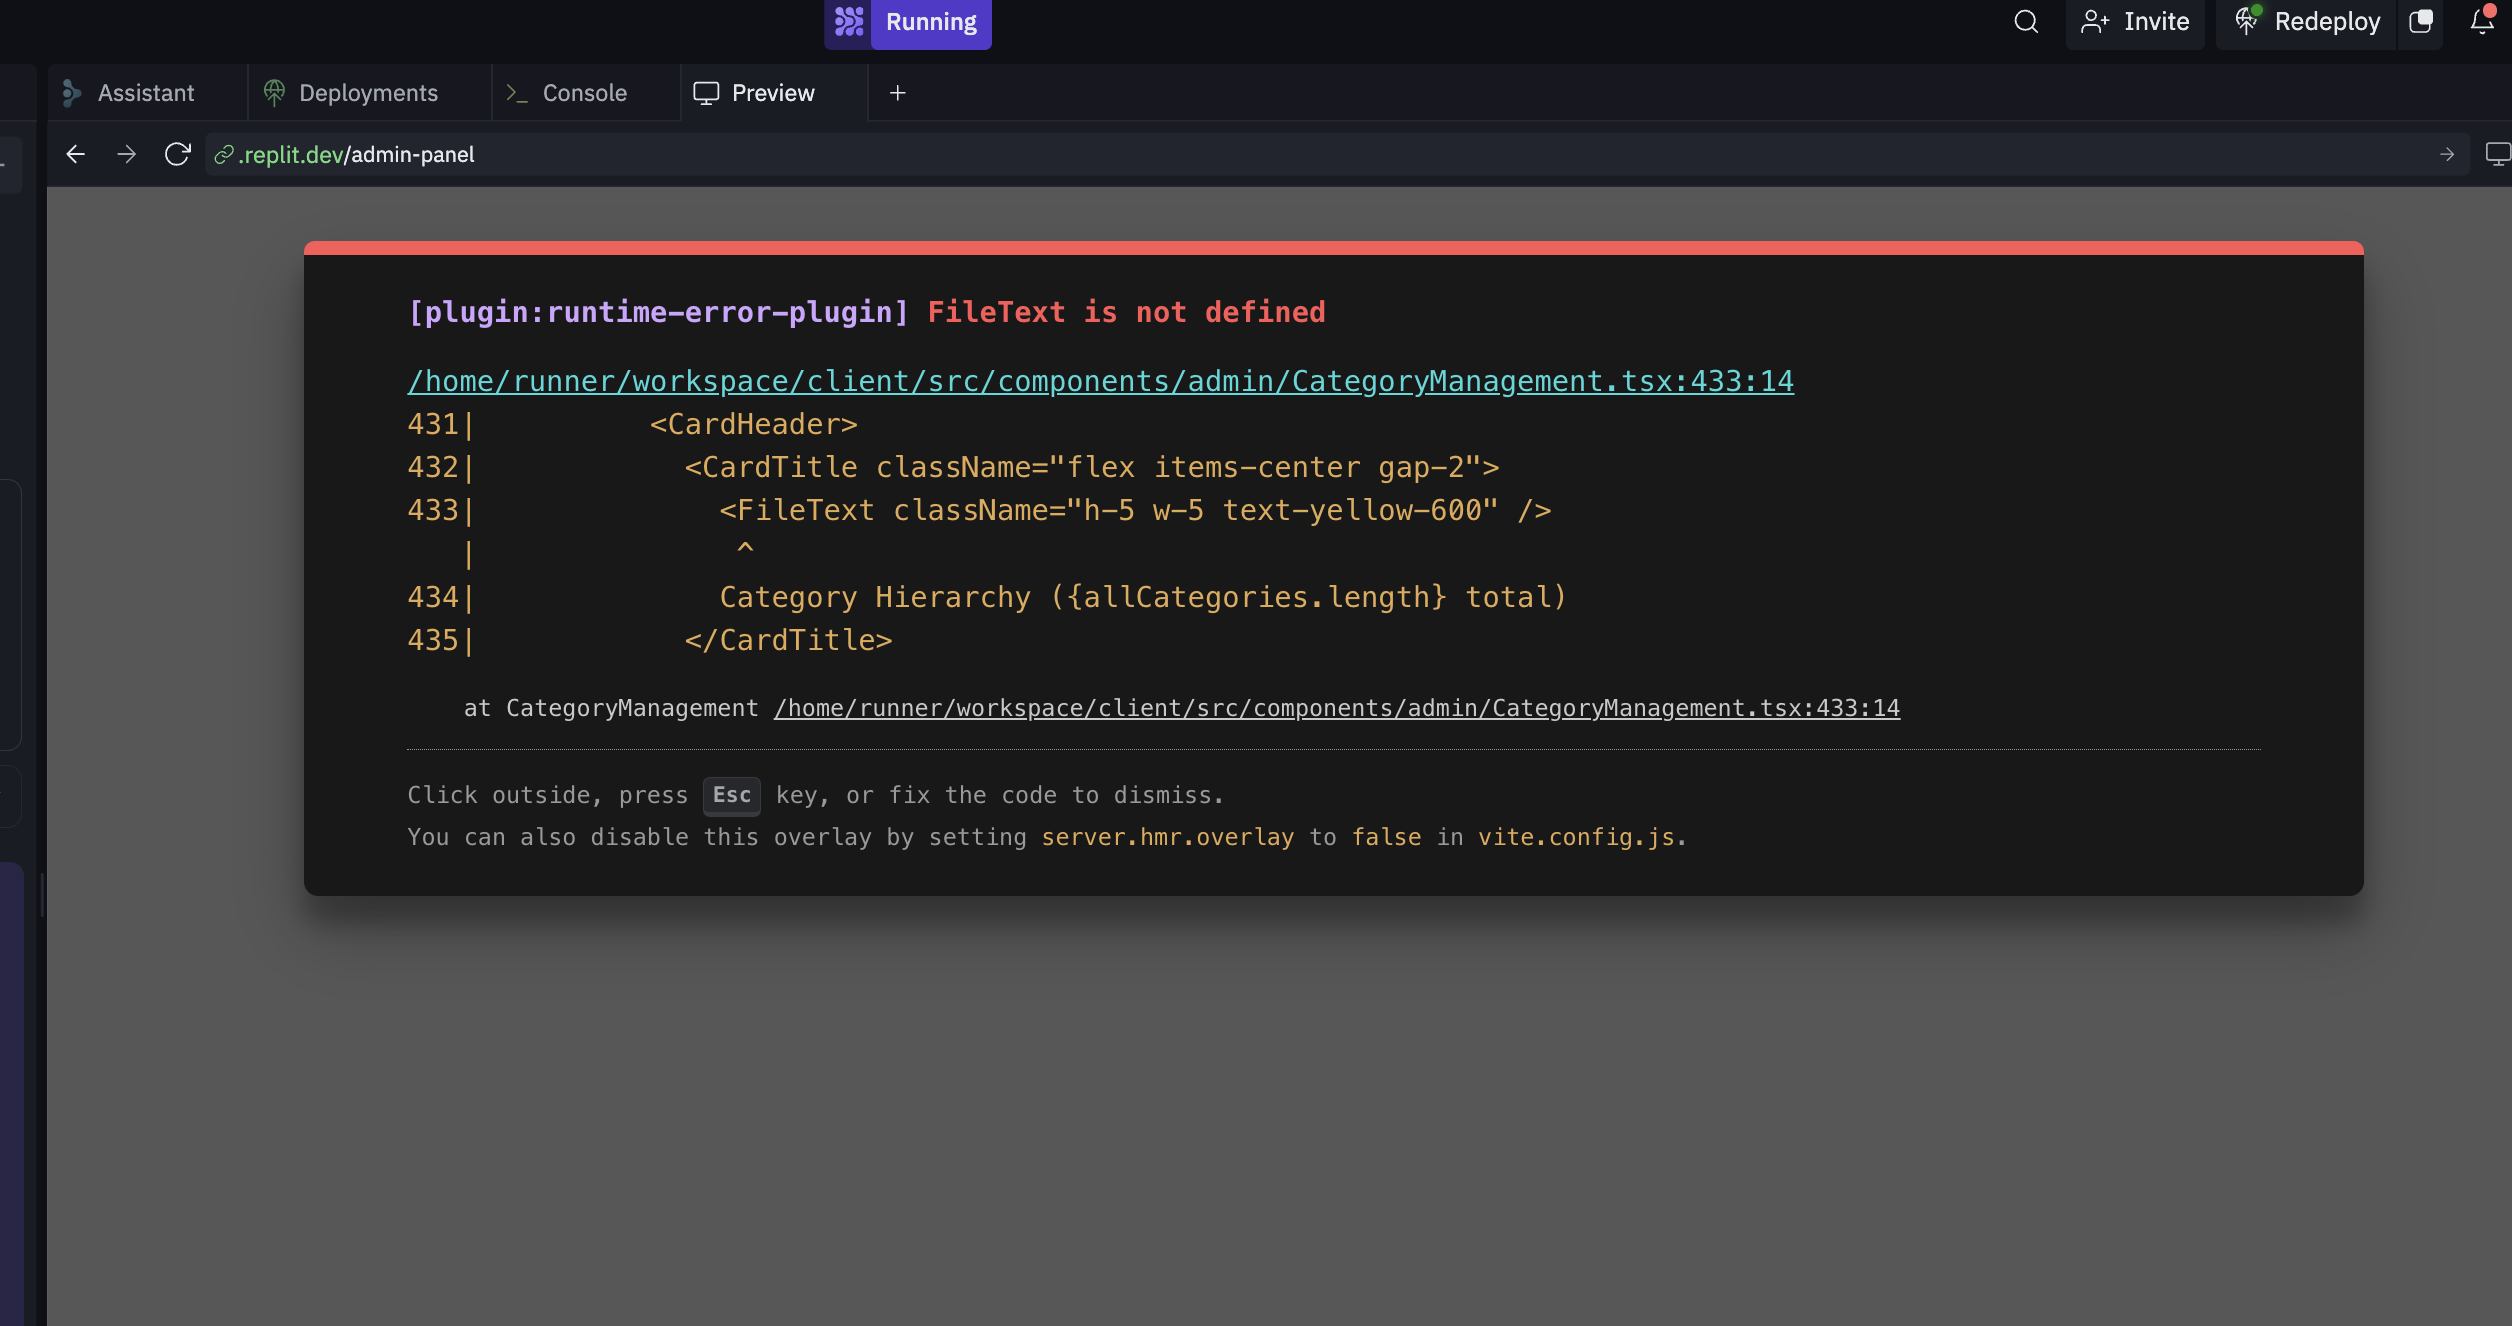 Running
Invite
Redeploy
Assistant
Deployments
Console
Preview
.replit.dev/admin-panel
[plugin:runtime-error-plugin] FileText is not defined
/home/runner/workspace/client/src/components/admin/CategoryManagement.tsx:433:14
431|          <CardHeader>
432|            <CardTitle className="flex items-center gap-2">
433|              <FileText className="h-5 w-5 text-yellow-600" />
   |               ^
434|              Category Hierarchy ({allCategories.length} total)
435|            </CardTitle>
at CategoryManagement /home/runner/workspace/client/src/components/admin/CategoryManagement.tsx:433:14
Click outside, press Esc key, or fix the code to dismiss.
You can also disable this overlay by setting server.hmr.overlay to false in vite.config.js.